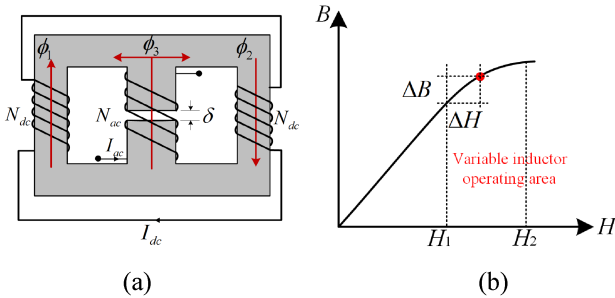 ϕ1
ϕ3
ϕ2
Ndc
Nac
δ
Ndc
Iac
Idc
(a)
B
ΔB
ΔH
Variable inductor
operating area
H1
H2
H
(b)